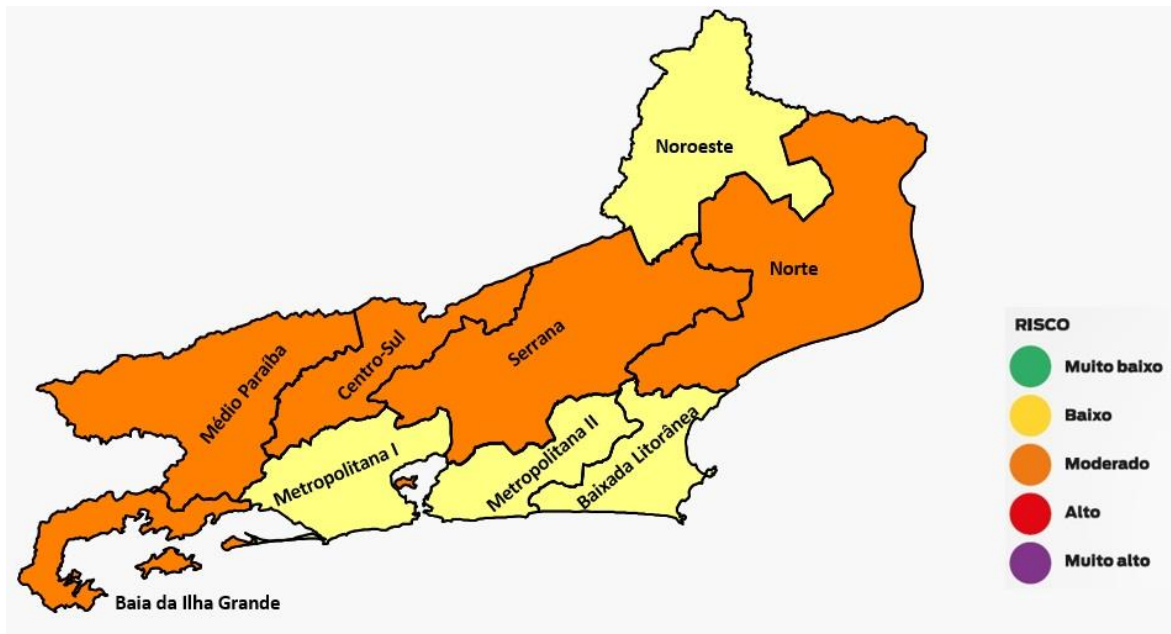 Noroeste
Norte
Serrana
Centro-Sul
Médio Paraíba
Metropolitana I
Metropolitana II
Baixada Litorânea
Baia da Ilha Grande
RISCO
Muito baixo
Baixo
Moderado
Alto
Muito alto